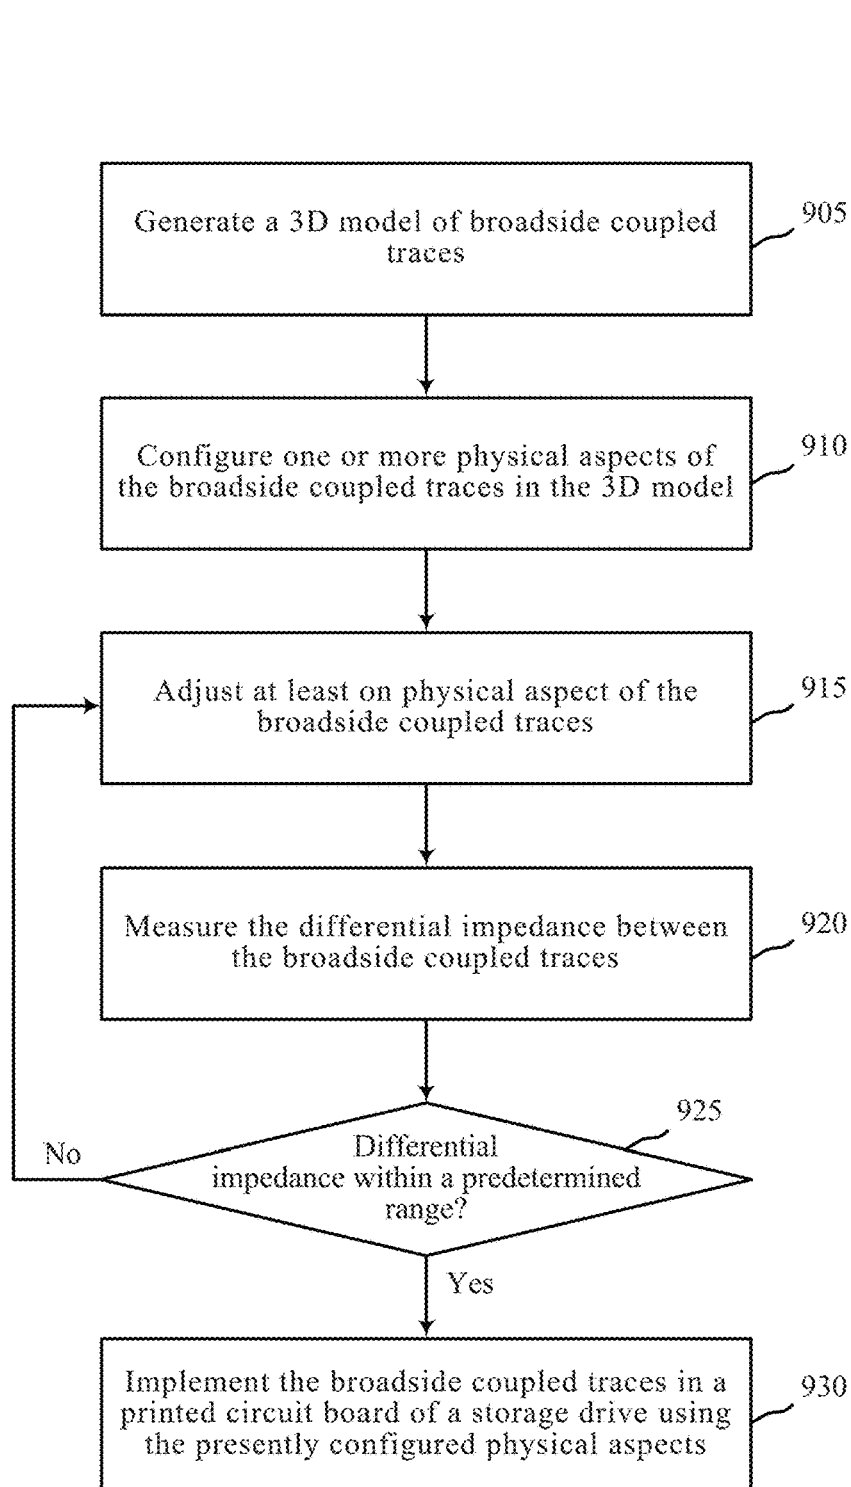 Generate a 3D model of broadside coupled
traces
905
Configure one or more physical aspects of
the broadside coupled traces in the 3D model
910
Adjust at least on physical aspect of the
broadside coupled traces
915
Measure the differential impedance between
the broadside coupled traces
920
925
Differential
impedance within a predetermined
range?
No
Yes
Implement the broadside coupled traces in a
printed circuit board of a storage drive using
the presently configured physical aspects
930